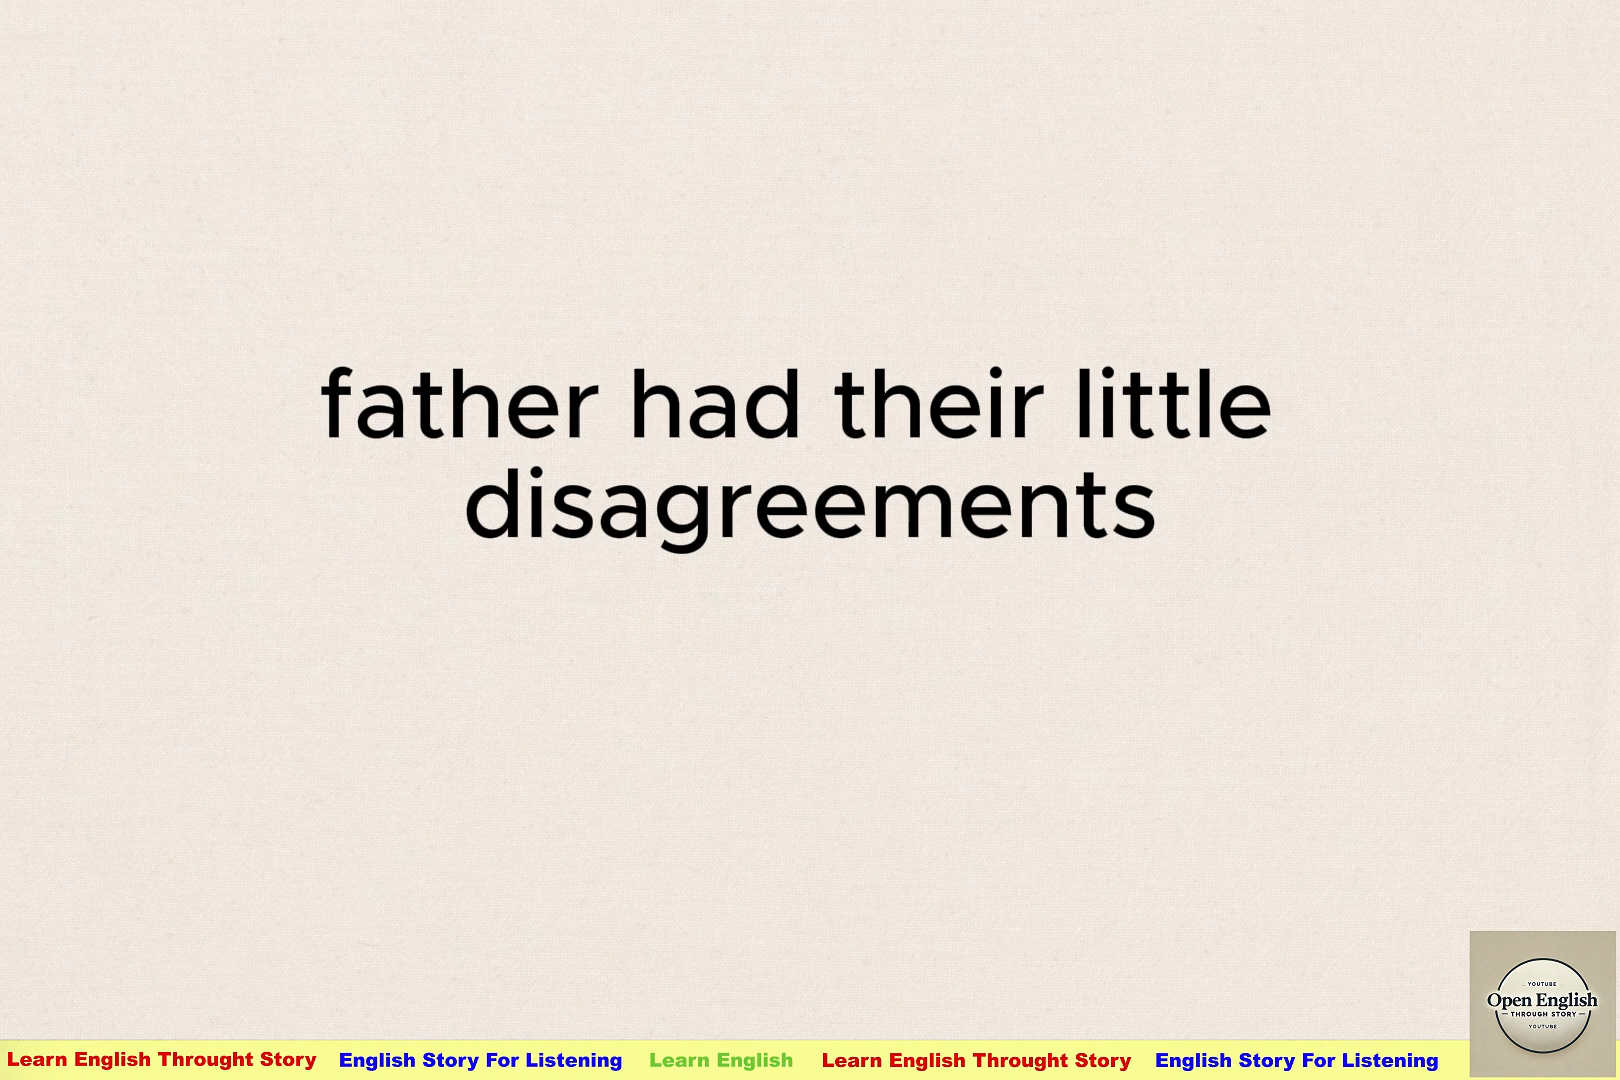 father had their little
disagreements
YOUTUBE
Open English
THROUGH STORY
YOUTUBE
Learn English Throught Story English Story For Listening Learn English Learn English Throught Story English Story For Listening